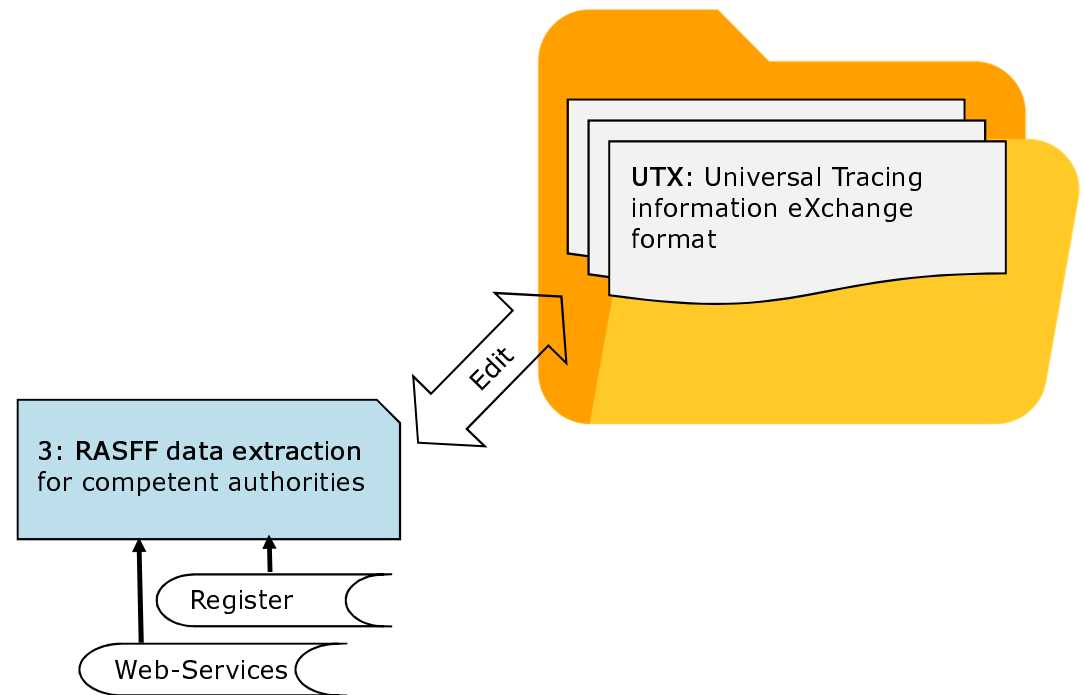 UTX: Universal Tracing
information eXchange
format
Edit
3: RASFF data extraction
for competent authorities
Register
Web-Services